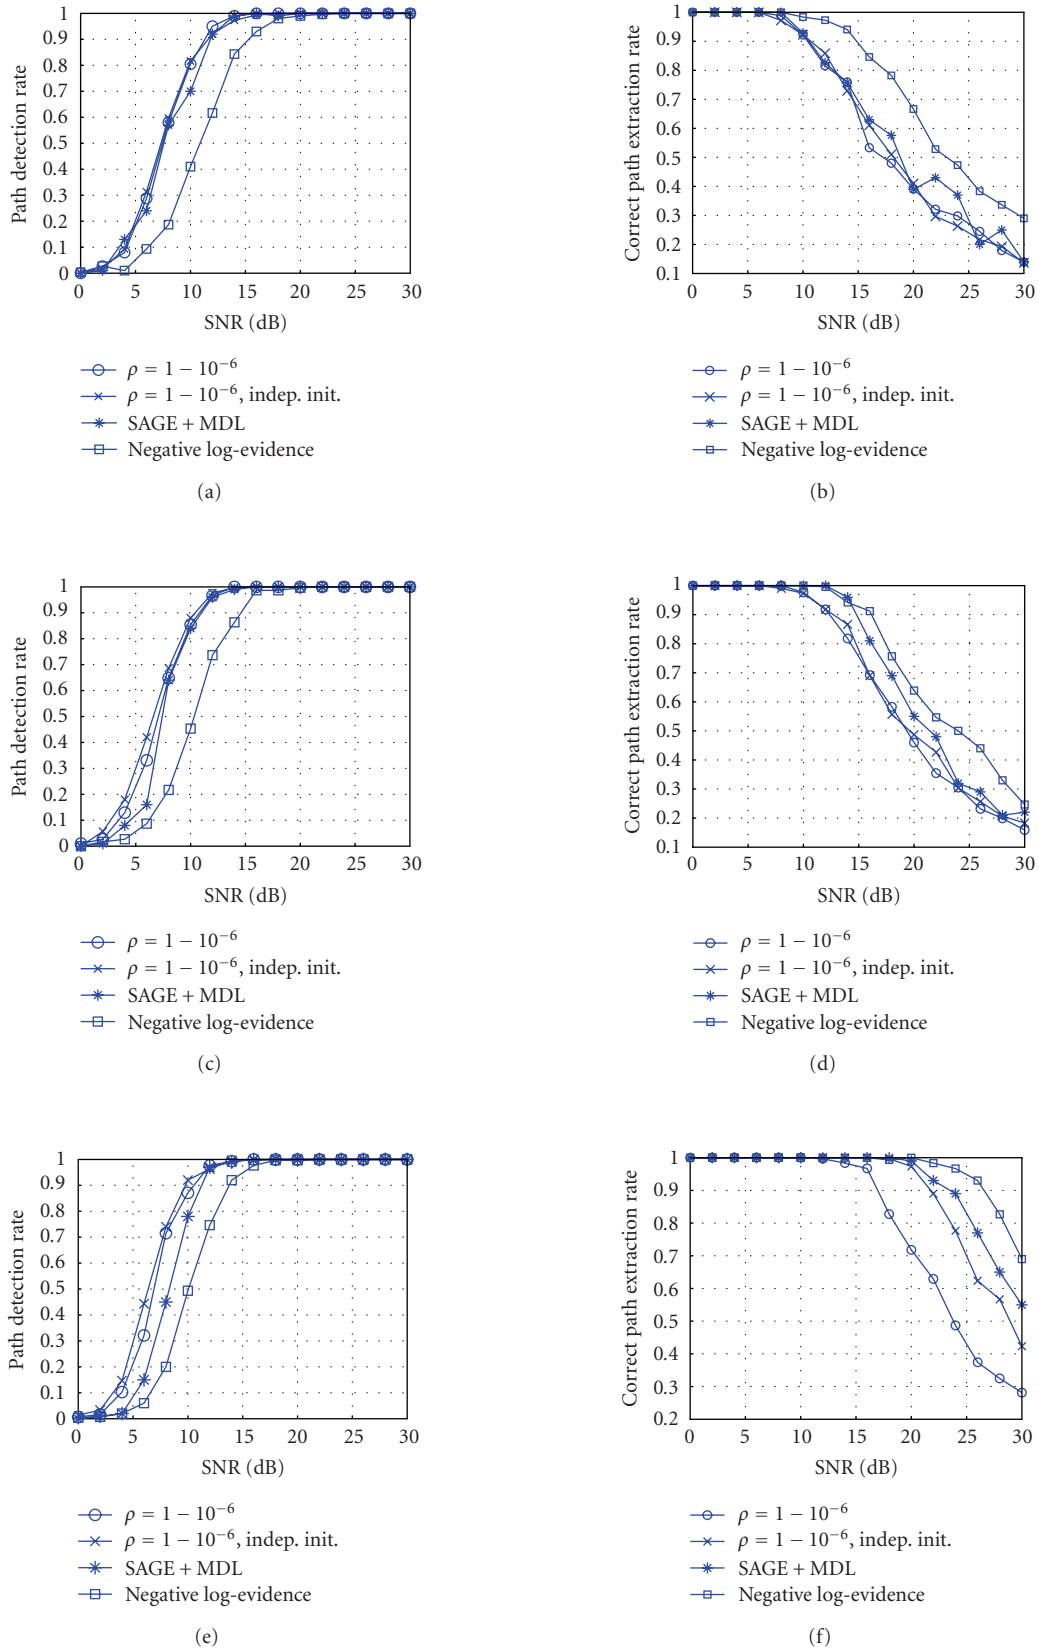 1
0.9
0.8
0.7
0.6
0.5
0.4
0.3
0.2
0.1
0
Path detection rate
0 5 10 15 20 25 30
SNR (dB)
ρ = 1 − 10⁻⁶
ρ = 1 − 10⁻⁶, indep. init.
SAGE + MDL
Negative log-evidence
(a)
1
0.9
0.8
0.7
0.6
0.5
0.4
0.3
0.2
0.1
Correct path extraction rate
0 5 10 15 20 25 30
SNR (dB)
ρ = 1 − 10⁻⁶
ρ = 1 − 10⁻⁶, indep. init.
SAGE + MDL
Negative log-evidence
(b)
1
0.9
0.8
0.7
0.6
0.5
0.4
0.3
0.2
0.1
0
Path detection rate
0 5 10 15 20 25 30
SNR (dB)
ρ = 1 − 10⁻⁶
ρ = 1 − 10⁻⁶, indep. init.
SAGE + MDL
Negative log-evidence
(c)
1
0.9
0.8
0.7
0.6
0.5
0.4
0.3
0.2
0.1
Correct path extraction rate
0 5 10 15 20 25 30
SNR (dB)
ρ = 1 − 10⁻⁶
ρ = 1 − 10⁻⁶, indep. init.
SAGE + MDL
Negative log-evidence
(d)
1
0.9
0.8
0.7
0.6
0.5
0.4
0.3
0.2
0.1
0
Path detection rate
0 5 10 15 20 25 30
SNR (dB)
ρ = 1 − 10⁻⁶
ρ = 1 − 10⁻⁶, indep. init.
SAGE + MDL
Negative log-evidence
(e)
1
0.9
0.8
0.7
0.6
0.5
0.4
0.3
0.2
Correct path extraction rate
0 5 10 15 20 25 30
SNR (dB)
ρ = 1 − 10⁻⁶
ρ = 1 − 10⁻⁶, indep. init.
SAGE + MDL
Negative log-evidence
(f)